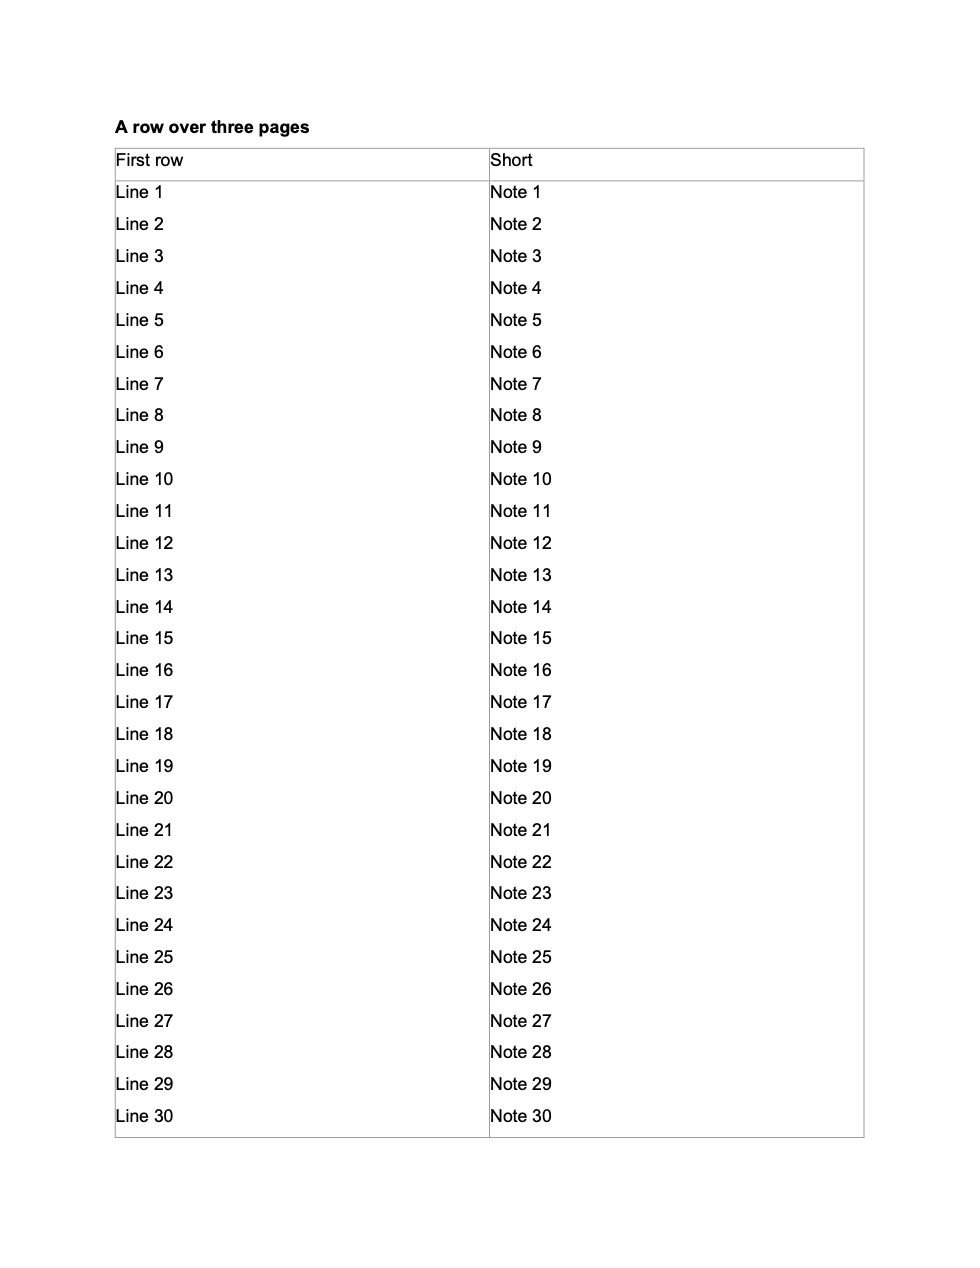 A row over three pages
First row Short
Line 1 Note 1
Line 2 Note 2
Line 3 Note 3
Line 4 Note 4
Line 5 Note 5
Line 6 Note 6
Line 7 Note 7
Line 8 Note 8
Line 9 Note 9
Line 10 Note 10
Line 11 Note 11
Line 12 Note 12
Line 13 Note 13
Line 14 Note 14
Line 15 Note 15
Line 16 Note 16
Line 17 Note 17
Line 18 Note 18
Line 19 Note 19
Line 20 Note 20
Line 21 Note 21
Line 22 Note 22
Line 23 Note 23
Line 24 Note 24
Line 25 Note 25
Line 26 Note 26
Line 27 Note 27
Line 28 Note 28
Line 29 Note 29
Line 30 Note 30